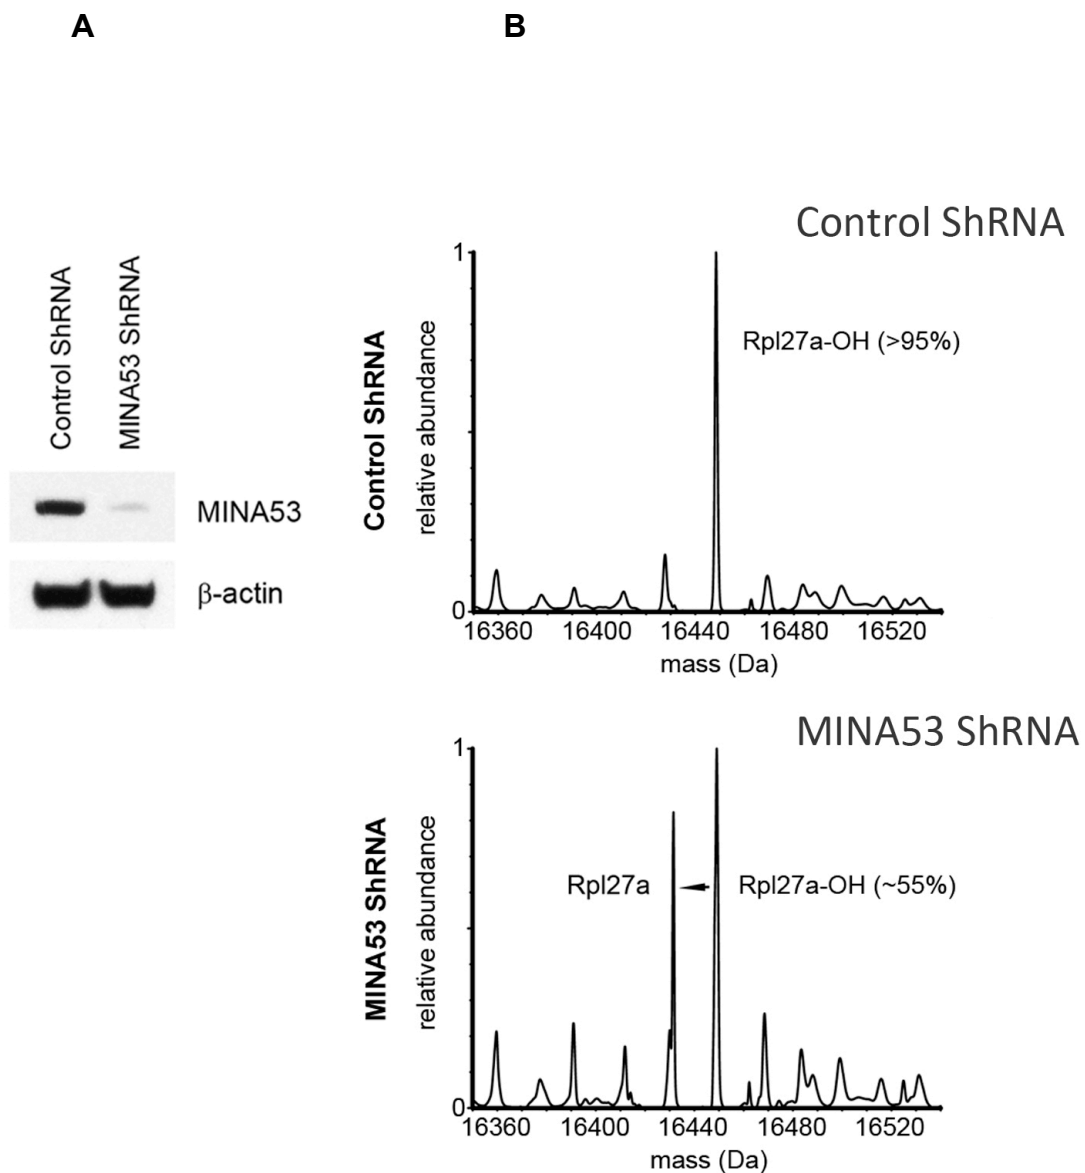 A
B
Control ShRNA
MINA53 ShRNA
MINA53
β-actin
Control ShRNA
Control ShRNA
relative abundance
1
0
Rpl27a-OH (>95%)
16360 16400 16440 16480 16520
mass (Da)
MINA53 ShRNA
MINA53 ShRNA
relative abundance
1
0
Rpl27a
Rpl27a-OH (~55%)
16360 16400 16440 16480 16520
mass (Da)